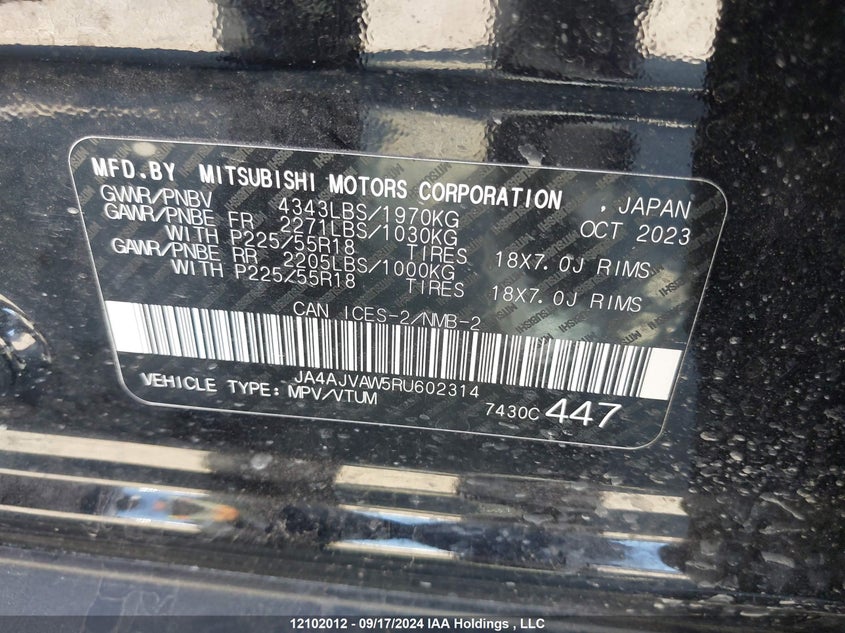 MFD.BY MITSUBISHI MOTORS CORPORATION , JAPAN
GVWR/PNBV 4343LBS/1970KG OCT 2023
GAWR/PNBE FR 2271LBS/1030KG
WITH P225/55R18 TIRES 18X7.0J RIMS
GAWR/PNBE RR 2205LBS/1000KG
WITH P225/55R18 TIRES 18X7.0J RIMS
CAN ICES-2/NMB-2
JA4AJVAW5RU602314
VEHICLE TYPE: MPV/VTUM 7430C 447
12102012 - 09/17/2024 IAA Holdings , LLC